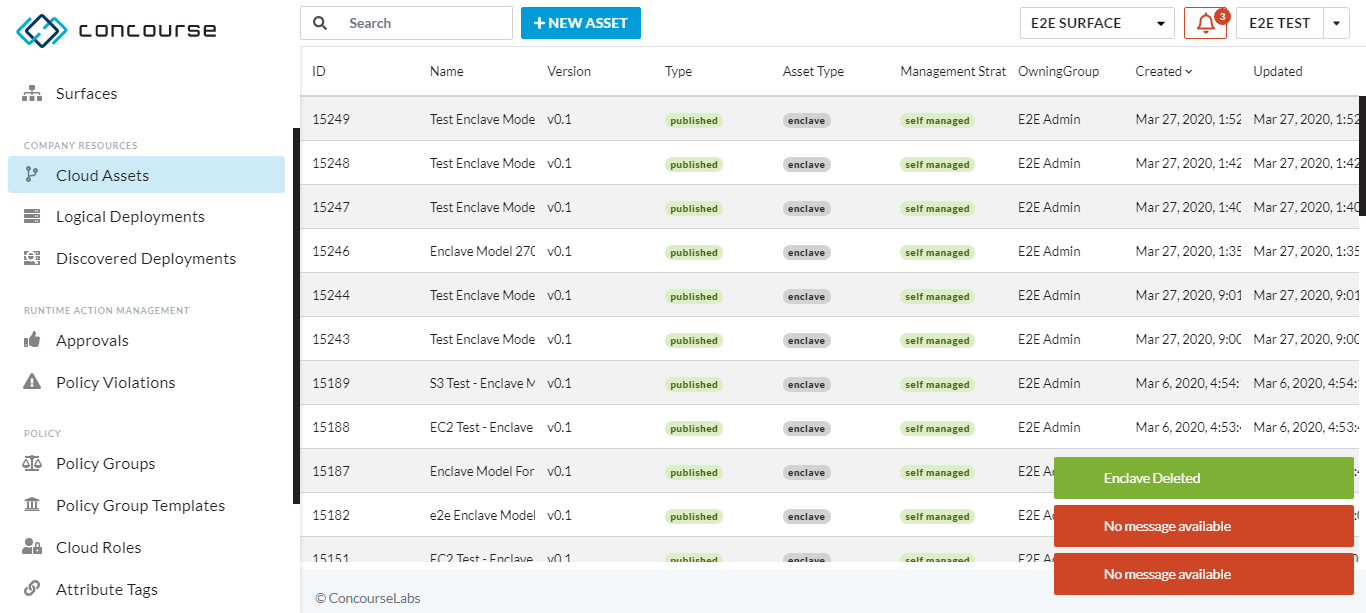 concourse
Search
+ NEW ASSET
E2E SURFACE
3
E2E TEST
Surfaces
COMPANY RESOURCES
Cloud Assets
Logical Deployments
Discovered Deployments
RUNTIME ACTION MANAGEMENT
Approvals
Policy Violations
POLICY
Policy Groups
Policy Group Templates
Cloud Roles
Attribute Tags
ID Name Version Type Asset Type Management Strat OwningGroup Created Updated
15249 Test Enclave Mode v0.1 published enclave self managed E2E Admin Mar 27, 2020, 1:52 Mar 27, 2020, 1:52
15248 Test Enclave Mode v0.1 published enclave self managed E2E Admin Mar 27, 2020, 1:42 Mar 27, 2020, 1:42
15247 Test Enclave Mode v0.1 published enclave self managed E2E Admin Mar 27, 2020, 1:40 Mar 27, 2020, 1:40
15246 Enclave Model 270 v0.1 published enclave self managed E2E Admin Mar 27, 2020, 1:35 Mar 27, 2020, 1:35
15244 Test Enclave Mode v0.1 published enclave self managed E2E Admin Mar 27, 2020, 9:01 Mar 27, 2020, 9:01
15243 Test Enclave Mode v0.1 published enclave self managed E2E Admin Mar 27, 2020, 9:00 Mar 27, 2020, 9:00
15189 S3 Test - Enclave M v0.1 published enclave self managed E2E Admin Mar 6, 2020, 4:54: Mar 6, 2020, 4:54:
15188 EC2 Test - Enclave v0.1 published enclave self managed E2E Admin Mar 6, 2020, 4:53: Mar 6, 2020, 4:53:
15187 Enclave Model For v0.1 published enclave self managed E2E
15182 e2e Enclave Model v0.1 published enclave self managed E2E
15151 EC2 Test - Enclave v0.1 published enclave self managed E2E
Enclave Deleted
No message available
No message available
© ConcourseLabs